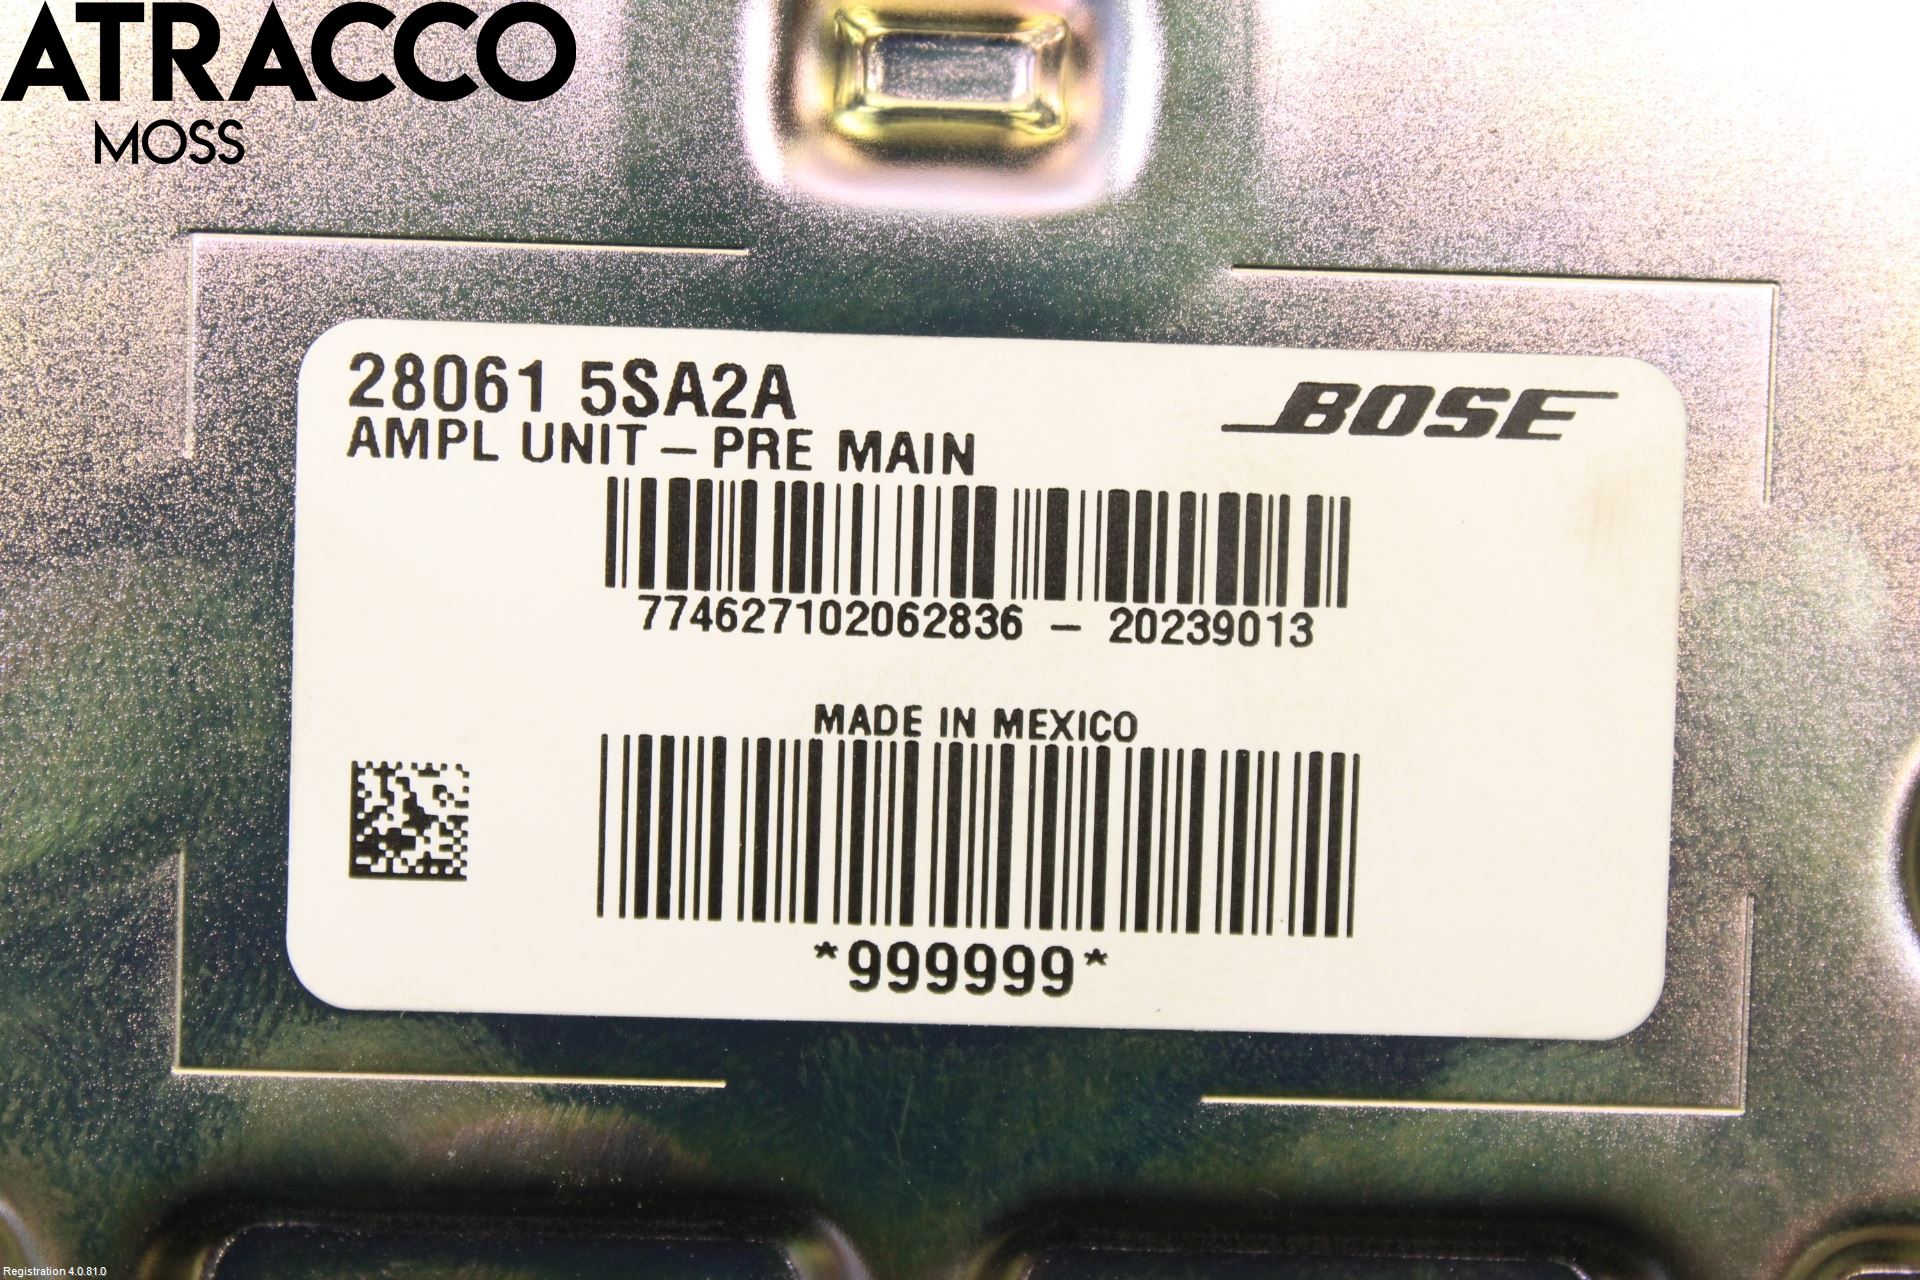 ATRACCO
MOSS
28061 5SA2A
BOSE
AMPL UNIT – PRE MAIN
774627102062836 – 20239013
MADE IN MEXICO
*999999*
Registration 4.0.81.0